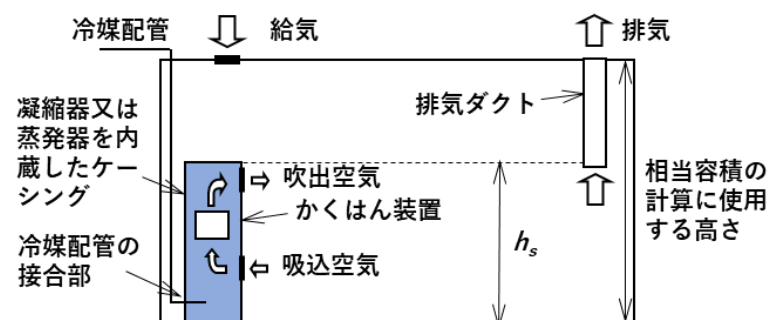 冷媒配管
給気
排気
排気ダクト
凝縮器又は
蒸発器を内
蔵したケー
シング
吹出空気
かくはん装置
相当容積の
計算に使用
する高さ
冷媒配管の
接合部
吸込空気
hs